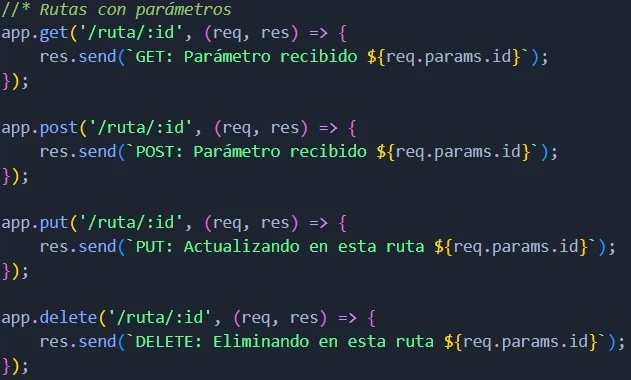 //* Rutas con parámetros
app.get('/ruta/:id', (req, res) => {
    res.send(`GET: Parámetro recibido ${req.params.id}`);
});
app.post('/ruta/:id', (req, res) => {
    res.send(`POST: Parámetro recibido ${req.params.id}`);
});
app.put('/ruta/:id', (req, res) => {
    res.send(`PUT: Actualizando en esta ruta ${req.params.id}`);
});
app.delete('/ruta/:id', (req, res) => {
    res.send(`DELETE: Eliminando en esta ruta ${req.params.id}`);
});